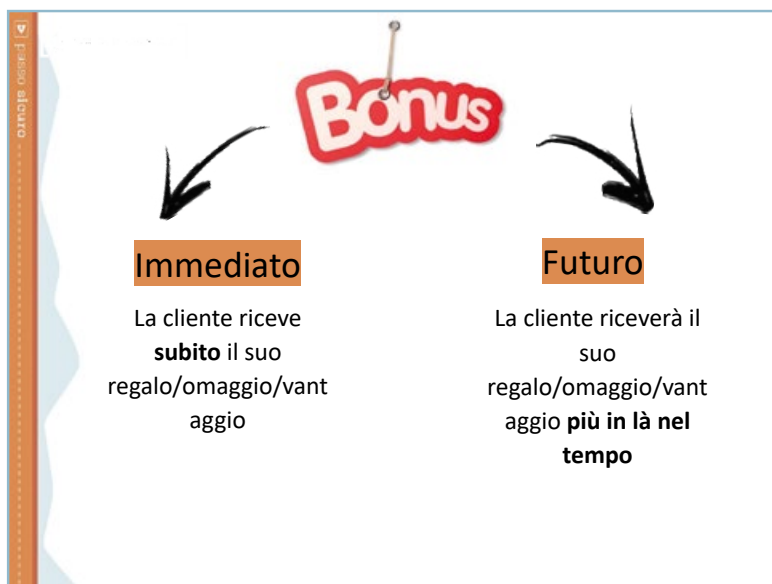 passo sicuro
Bonus
Immediato
La cliente riceve
subito il suo
regalo/omaggio/vant
aggio
Futuro
La cliente riceverà il
suo
regalo/omaggio/vant
aggio più in là nel
tempo